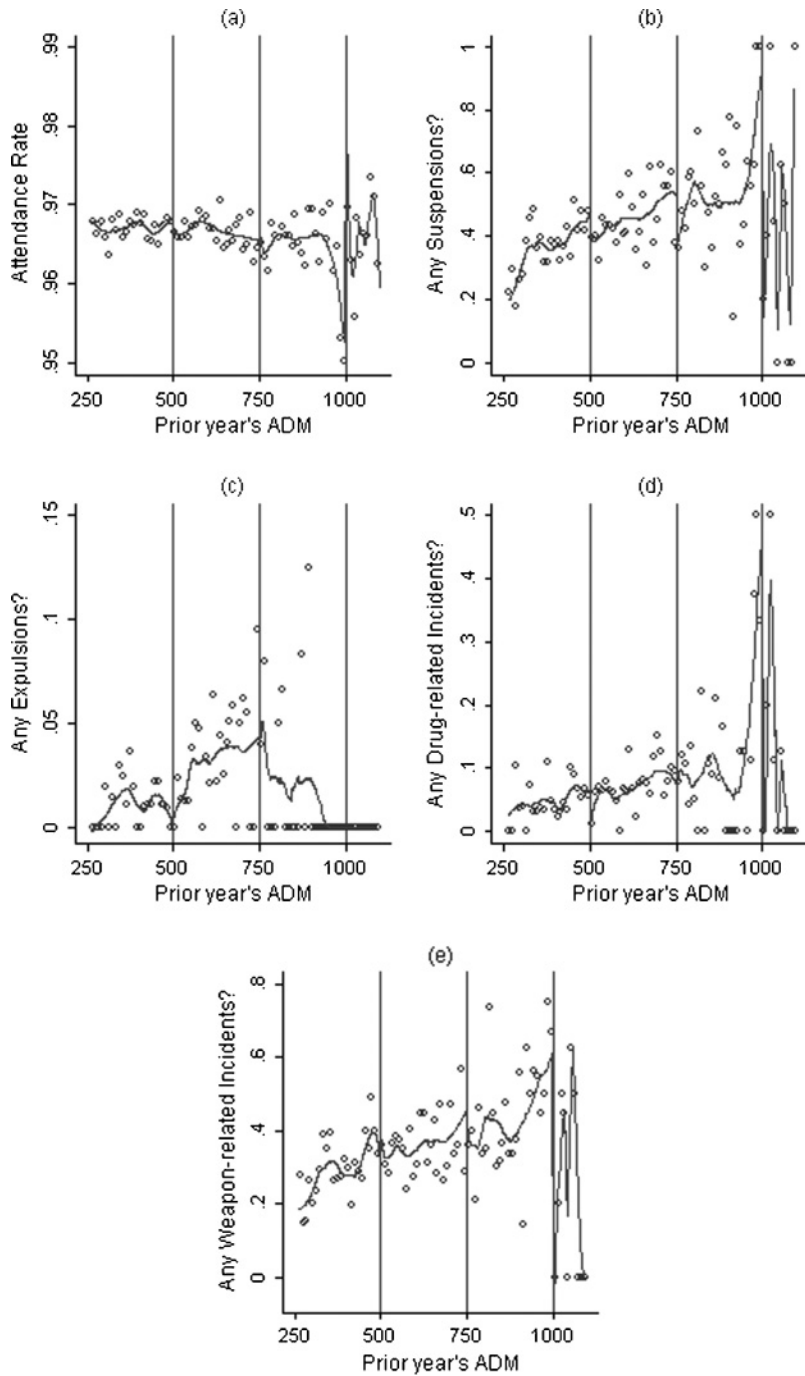 (a)
Attendance Rate
.99
.98
.97
.96
.95
250 500 750 1000
Prior year's ADM
(b)
Any Suspensions?
1
.8
.6
.4
.2
0
250 500 750 1000
Prior year's ADM
(c)
Any Expulsions?
.15
.1
.05
0
250 500 750 1000
Prior year's ADM
(d)
Any Drug-related Incidents?
.5
.4
.3
.2
.1
0
250 500 750 1000
Prior year's ADM
(e)
Any Weapon-related Incidents?
.8
.6
.4
.2
0
250 500 750 1000
Prior year's ADM